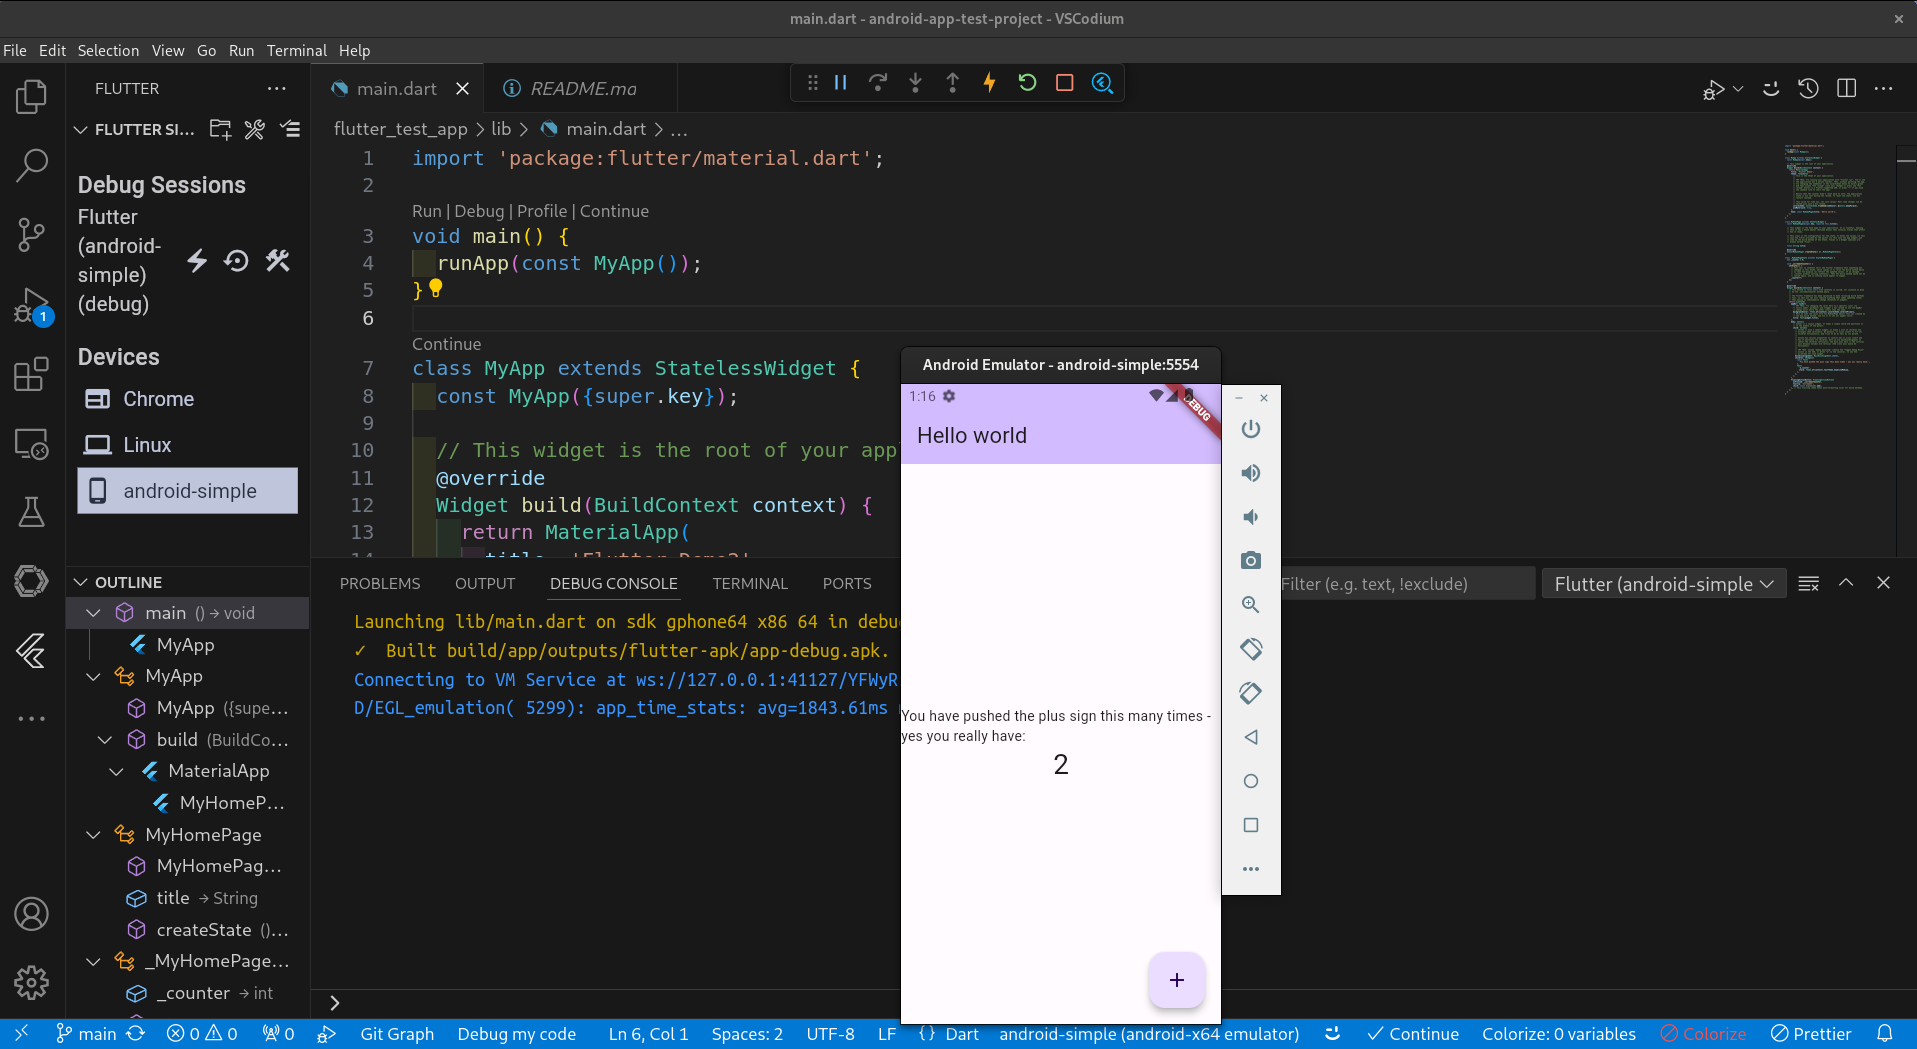 main.dart - android-app-test-project - VSCodium
File Edit Selection View Go Run Terminal Help
FLUTTER
FLUTTER SI...
Debug Sessions
Flutter
(android-
simple)
(debug)
Devices
Chrome
Linux
android-simple
OUTLINE
main () → void
MyApp
MyApp
MyApp ({supe...
build (BuildCo...
MaterialApp
MyHomeP...
MyHomePage
MyHomePag...
title → String
createState ()...
_MyHomePage...
_counter → int
main.dart
README.md
flutter_test_app > lib > main.dart > ...
1 import 'package:flutter/material.dart';
2
Run | Debug | Profile | Continue
3 void main() {
4 runApp(const MyApp());
5 }
6
Continue
7 class MyApp extends StatelessWidget {
8 const MyApp({super.key});
9
10 // This widget is the root of your app
11 @override
12 Widget build(BuildContext context) {
13 return MaterialApp(
14 title: 'Flutter Demo2',
PROBLEMS OUTPUT DEBUG CONSOLE TERMINAL PORTS
Filter (e.g. text, !exclude)
Flutter (android-simple
Launching lib/main.dart on sdk gphone64 x86 64 in debu
✓ Built build/app/outputs/flutter-apk/app-debug.apk.
Connecting to VM Service at ws://127.0.0.1:41127/YFWyR
D/EGL_emulation( 5299): app_time_stats: avg=1843.61ms
Android Emulator - android-simple:5554
1:16
DEBUG
Hello world
You have pushed the plus sign this many times -
yes you really have:
2
+
1
main 0 0 0 Git Graph Debug my code Ln 6, Col 1 Spaces: 2 UTF-8 LF { } Dart android-simple (android-x64 emulator) Continue Colorize: 0 variables Colorize Prettier